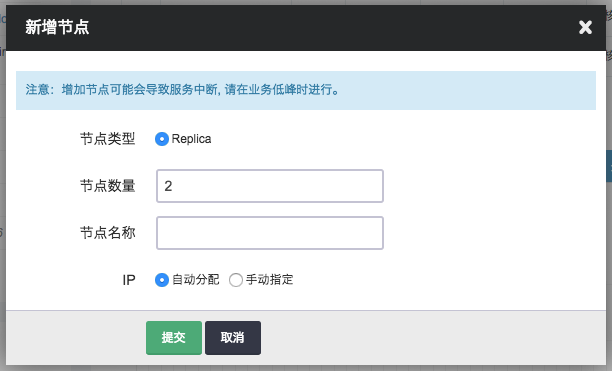 新增节点
注意：增加节点可能会导致服务中断, 请在业务低峰时进行。
节点类型 Replica
节点数量 2
节点名称
IP 自动分配 手动指定
提交 取消